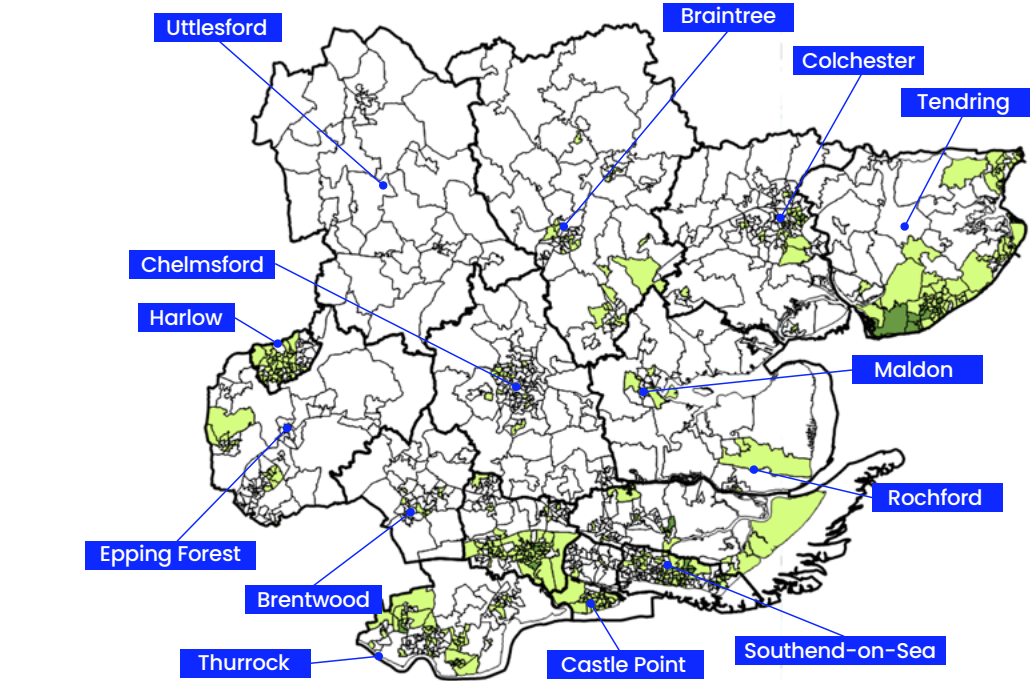 Braintree
Uttlesford
Colchester
Tendring
Chelmsford
Harlow
Maldon
Rochford
Epping Forest
Brentwood
Southend-on-Sea
Thurrock
Castle Point